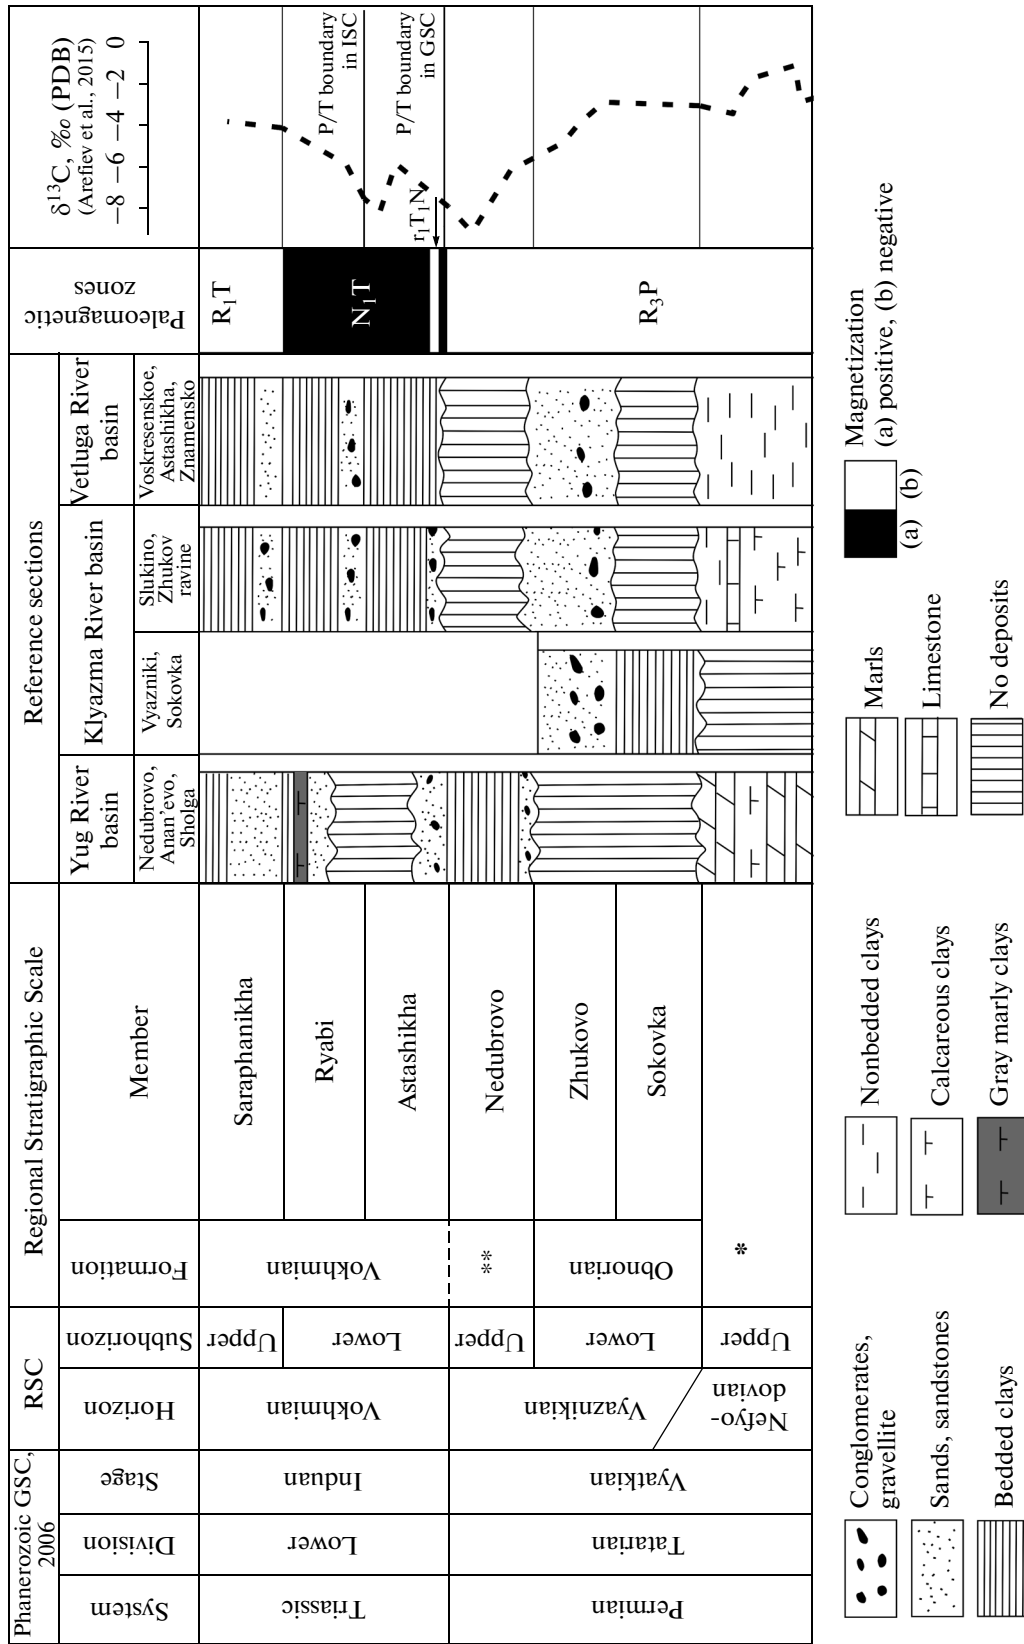 Phanerozoic GSC,
2006
RSC
Regional Stratigraphic Scale
Reference sections
Paleomagnetic
zones
δ¹³C, ‰ (PDB)
(Arefiev et al., 2015)
−8 −6 −4 −2 0
System
Division
Stage
Horizon
Subhorizon
Formation
Member
Yug River
basin
Klyazma River basin
Vetluga River
basin
Nedubrovo,
Anan'evo,
Sholga
Vyazniki,
Sokovka
Slukino,
Zhukov
ravine
Voskresenskoe,
Astashikha,
Znamensko
Triassic
Lower
Induan
Vokhmian
Upper
Lower
Vokhmian
Saraphanikha
Ryabi
Astashikha
R₁T
N₁T
r₁T₁N
P/T boundary
in ISC
P/T boundary
in GSC
Permian
Tatarian
Vyatkian
Vyaznikian
Nefyo-
dovian
Upper
Lower
Upper
**
Obnorian
*
Nedubrovo
Zhukovo
Sokovka
R₃P
Conglomerates,
gravellite
Sands, sandstones
Bedded clays
Nonbedded clays
Calcareous clays
Gray marly clays
Marls
Limestone
No deposits
Magnetization
(a) positive, (b) negative
(a) (b)